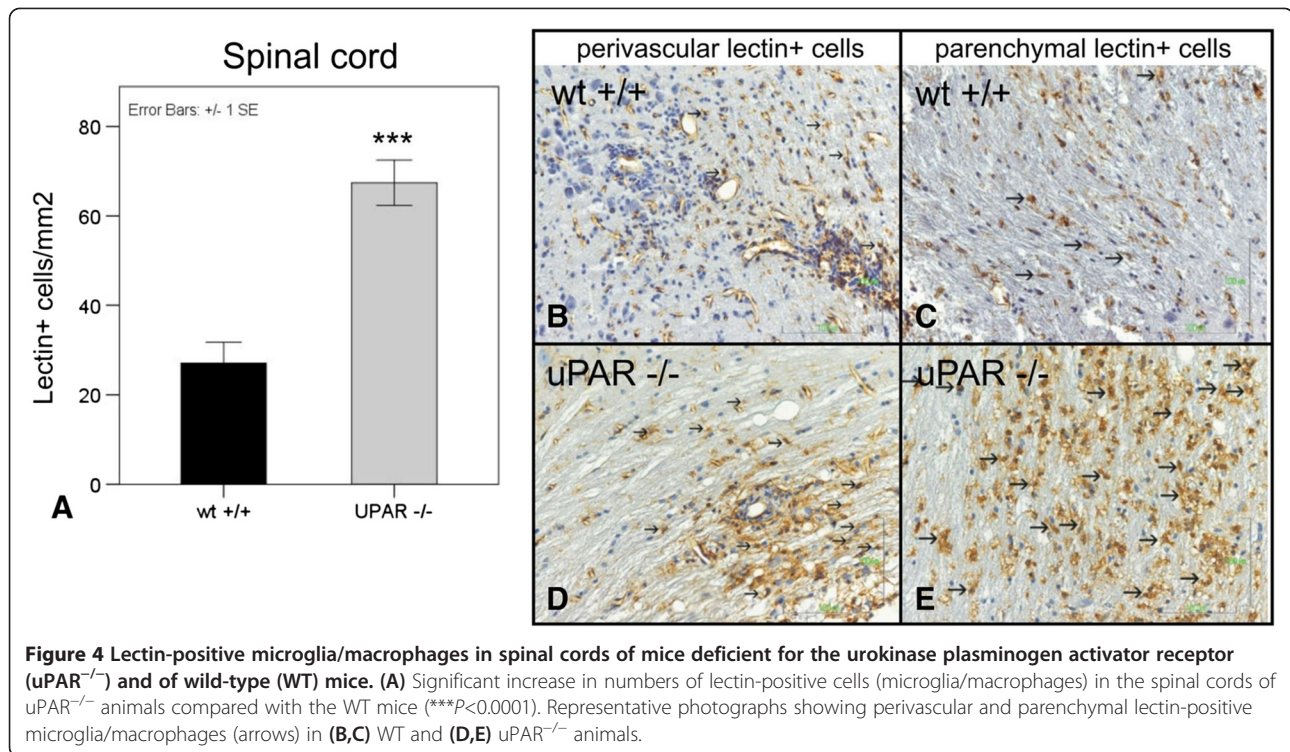 Spinal cord
Error Bars: +/- 1 SE
***
80
60
40
20
0
Lectin+ cells/mm2
wt +/+
UPAR -/-
A
perivascular lectin+ cells
parenchymal lectin+ cells
wt +/+
B
wt +/+
C
uPAR -/-
D
uPAR -/-
E
Figure 4 Lectin-positive microglia/macrophages in spinal cords of mice deficient for the urokinase plasminogen activator receptor
(uPAR−/−) and of wild-type (WT) mice. (A) Significant increase in numbers of lectin-positive cells (microglia/macrophages) in the spinal cords of
uPAR−/− animals compared with the WT mice (***P<0.0001). Representative photographs showing perivascular and parenchymal lectin-positive
microglia/macrophages (arrows) in (B,C) WT and (D,E) uPAR−/− animals.